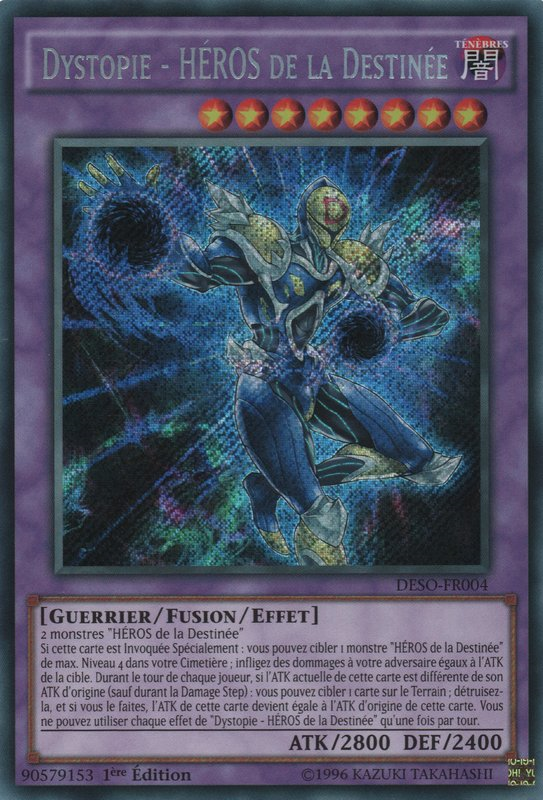 Dystopie - HÉROS de la Destinée
TÉNÈBRES
闇
D
DESO-FR004
[Guerrier/Fusion/Effet]
2 monstres "HÉROS de la Destinée"
Si cette carte est Invoquée Spécialement : vous pouvez cibler 1 monstre "HÉROS de la Destinée"
de max. Niveau 4 dans votre Cimetière ; infligez des dommages à votre adversaire égaux à l'ATK
de la cible. Durant le tour de chaque joueur, si l'ATK actuelle de cette carte est différente de son
ATK d'origine (sauf durant la Damage Step) : vous pouvez cibler 1 carte sur le Terrain ; détruisez-
la, et si vous le faites, l'ATK de cette carte devient égale à l'ATK d'origine de cette carte. Vous
ne pouvez utiliser chaque effet de "Dystopie - HÉROS de la Destinée" qu'une fois par tour.
ATK/2800 DEF/2400
90579153 1ère Édition ©1996 KAZUKI TAKAHASHI